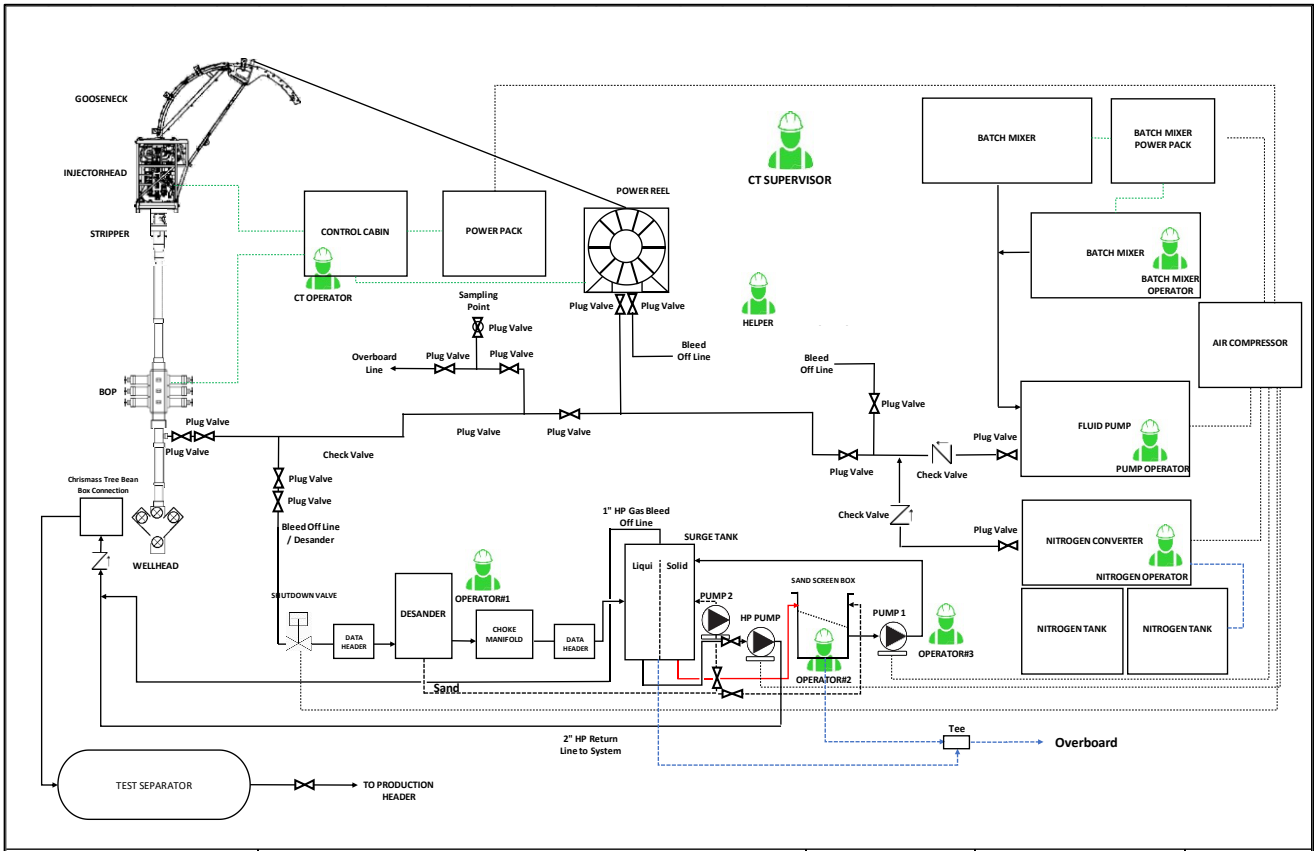 GOOSENECK
INJECTORHEAD
STRIPPER
BOP
CONTROL CABIN
CT OPERATOR
POWER PACK
POWER REEL
CT SUPERVISOR
HELPER
BATCH MIXER
BATCH MIXER
POWER PACK
BATCH MIXER
BATCH MIXER
OPERATOR
AIR COMPRESSOR
Plug Valve
Plug Valve
Bleed
Off Line
Sampling
Point
Plug Valve
Overboard
Line
Plug Valve
Plug Valve
Bleed
Off Line
Plug Valve
Plug Valve
Plug Valve
Check Valve
Plug Valve
Plug Valve
Plug Valve
Check Valve
Plug Valve
FLUID PUMP
PUMP OPERATOR
Chrismass Tree Bean
Box Connection
WELLHEAD
Plug Valve
Plug Valve
Bleed Off Line
/ Desander
1" HP Gas Bleed
Off Line
SURGE TANK
Liqui
Solid
Check Valve
Plug Valve
NITROGEN CONVERTER
NITROGEN OPERATOR
NITROGEN TANK
NITROGEN TANK
SHUTDOWN VALVE
DATA
HEADER
DESANDER
OPERATOR#1
CHOKE
MANIFOLD
DATA
HEADER
PUMP 2
HP PUMP
SAND SCREEN BOX
OPERATOR#2
PUMP 1
OPERATOR#3
Sand
2" HP Return
Line to System
Tee
Overboard
TEST SEPARATOR
TO PRODUCTION
HEADER